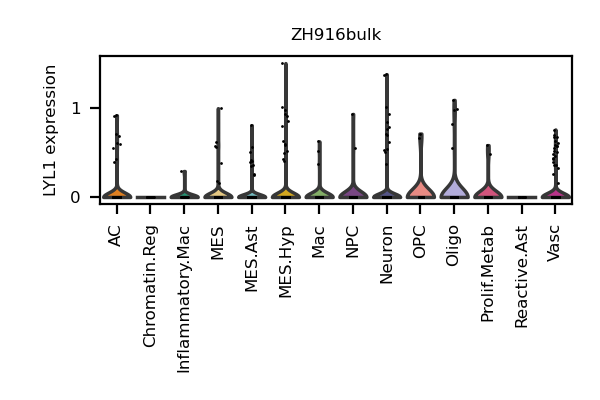 ZH916bulk
LYL1 expression
1
0
AC
Chromatin.Reg
Inflammatory.Mac
MES
MES.Ast
MES.Hyp
Mac
NPC
Neuron
OPC
Oligo
Prolif.Metab
Reactive.Ast
Vasc